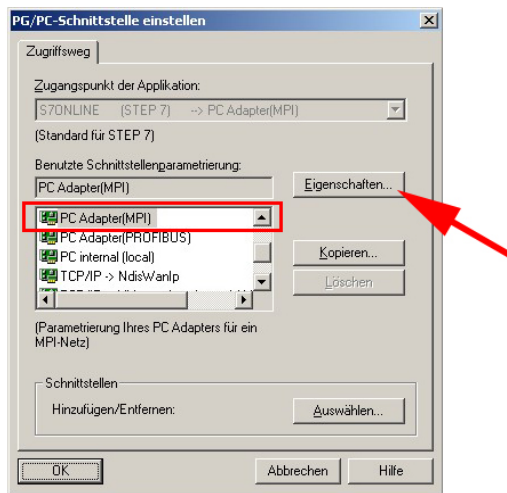 PG/PC-Schnittstelle einstellen
Zugriffsweg
Zugangspunkt der Applikation:
S7ONLINE (STEP 7) --> PC Adapter(MPI)
(Standard für STEP 7)
Benutzte Schnittstellenparametrierung:
PC Adapter(MPI)
Eigenschaften...
PC Adapter(MPI)
PC Adapter(PROFIBUS)
PC internal (local)
TCP/IP -> NdisWanIp
Kopieren...
Löschen
(Parametrierung Ihres PC Adapters für ein
MPI-Netz)
Schnittstellen
Hinzufügen/Entfernen:
Auswählen...
OK
Abbrechen
Hilfe